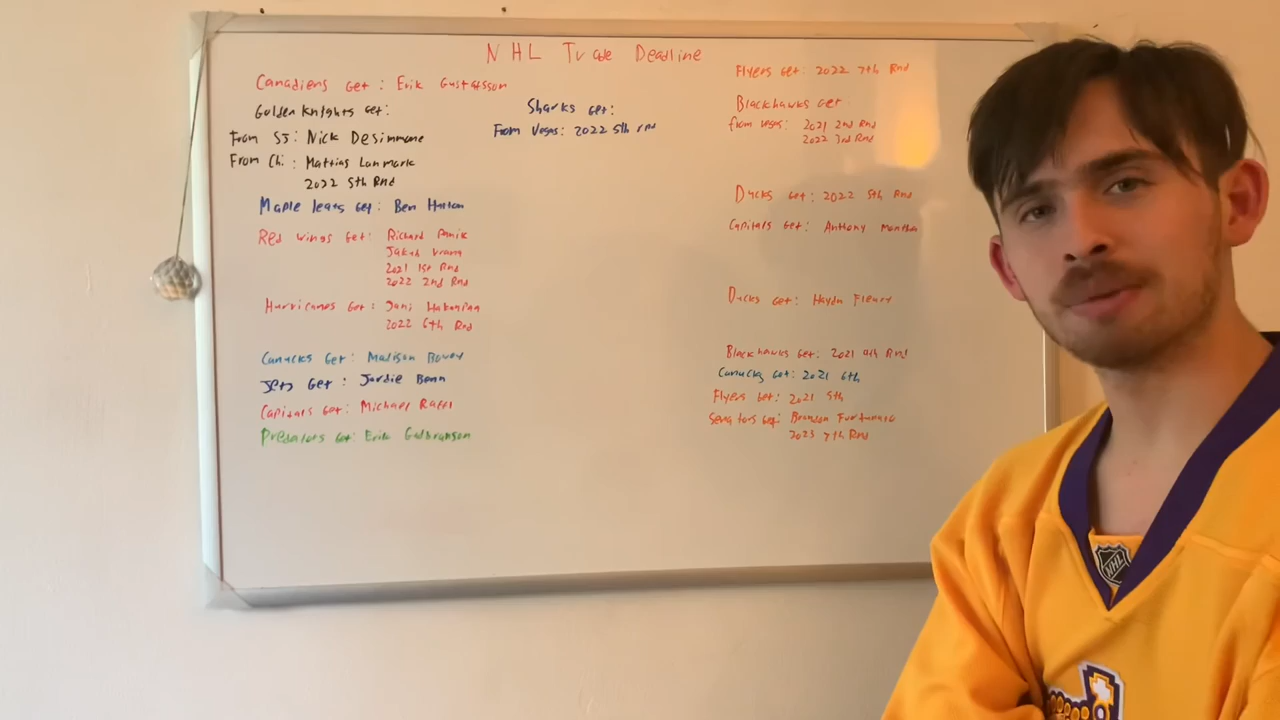 NHL Trade Deadline
Canadiens Get: Erik Gustafsson
Flyers Get: 2022 7th Rnd
Golden Knights Get:
From SJ: Nick DeSimmone
From Chi.:
2022 5th Rnd
Sharks Get:
From Vegas: 2022 5th rnd
Blackhawks Get
from vegas: 2021 2nd Rnd
2022 3rd Rnd
Maple leafs Get: Ben Hutton
Ducks Get: 2022 5th Rnd
Red Wings Get: Richard Panik
Jakub Vrana
2021 1st Rnd
2022 2nd Rnd
Capitals Get: Anthony Mantha
Hurricanes Get: Jani Hakanpaa
2022 6th Rnd
Ducks Get: Haydn Fleury
Canucks Get: Madison Bowey
Blackhawks Get: 2021 4th Rnd
Jets Get: Jordie Benn
Canucks Get: 2021 6th
Capitals Get: Michael Raffl
Flyers Get: 2021 5th
Predators Get: Erik Gudbranson
Senators Get:
2023 7th Rnd
NHL